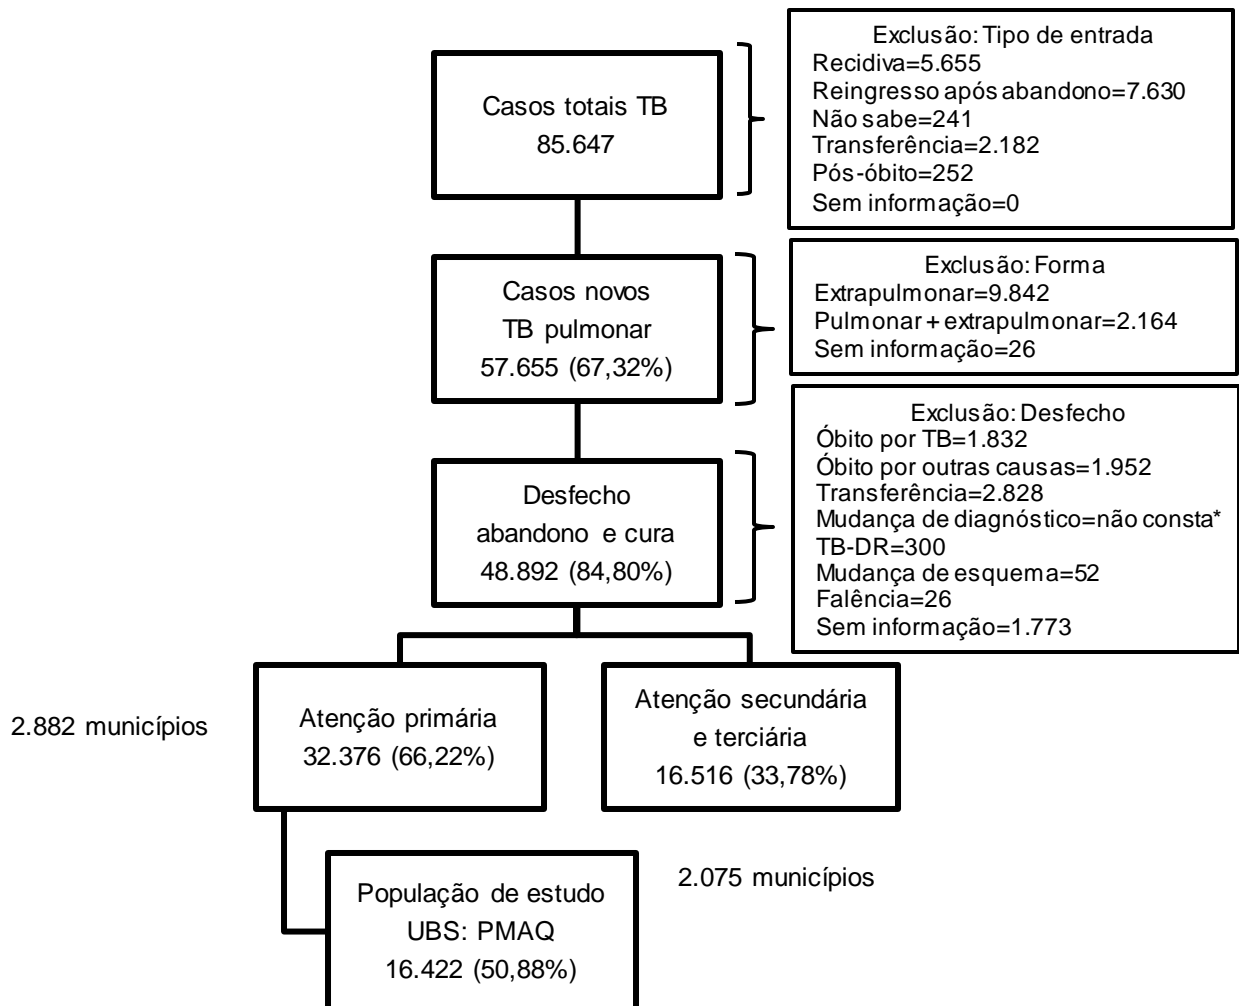 Casos totais TB
85.647
Exclusão: Tipo de entrada
Recidiva=5.655
Reingresso após abandono=7.630
Não sabe=241
Transferência=2.182
Pós-óbito=252
Sem informação=0
Casos novos
TB pulmonar
57.655 (67,32%)
Exclusão: Forma
Extrapulmonar=9.842
Pulmonar + extrapulmonar=2.164
Sem informação=26
Desfecho
abandono e cura
48.892 (84,80%)
Exclusão: Desfecho
Óbito por TB=1.832
Óbito por outras causas=1.952
Transferência=2.828
Mudança de diagnóstico=não consta*
TB-DR=300
Mudança de esquema=52
Falência=26
Sem informação=1.773
2.882 municípios
Atenção primária
32.376 (66,22%)
Atenção secundária
e terciária
16.516 (33,78%)
População de estudo
UBS: PMAQ
16.422 (50,88%)
2.075 municípios